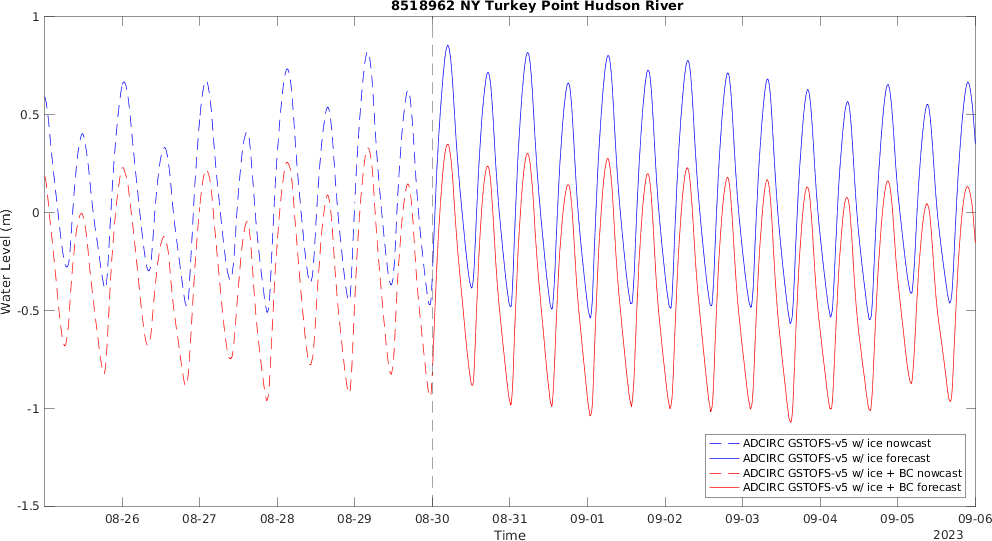 8518962 NY Turkey Point Hudson River
1
0.5
0
-0.5
-1
-1.5
Water Level (m)
ADCIRC GSTOFS-v5 w/ ice nowcast
ADCIRC GSTOFS-v5 w/ ice forecast
ADCIRC GSTOFS-v5 w/ ice + BC nowcast
ADCIRC GSTOFS-v5 w/ ice + BC forecast
08-26 08-27 08-28 08-29 08-30 08-31 09-01 09-02 09-03 09-04 09-05 09-06
Time
2023